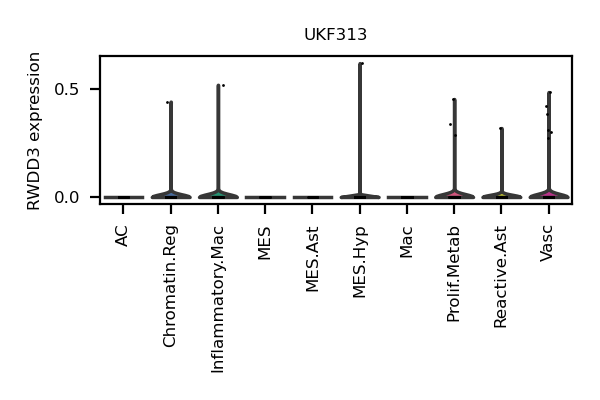 UKF313
RWDD3 expression
0.5
0.0
AC
Chromatin.Reg
Inflammatory.Mac
MES
MES.Ast
MES.Hyp
Mac
Prolif.Metab
Reactive.Ast
Vasc